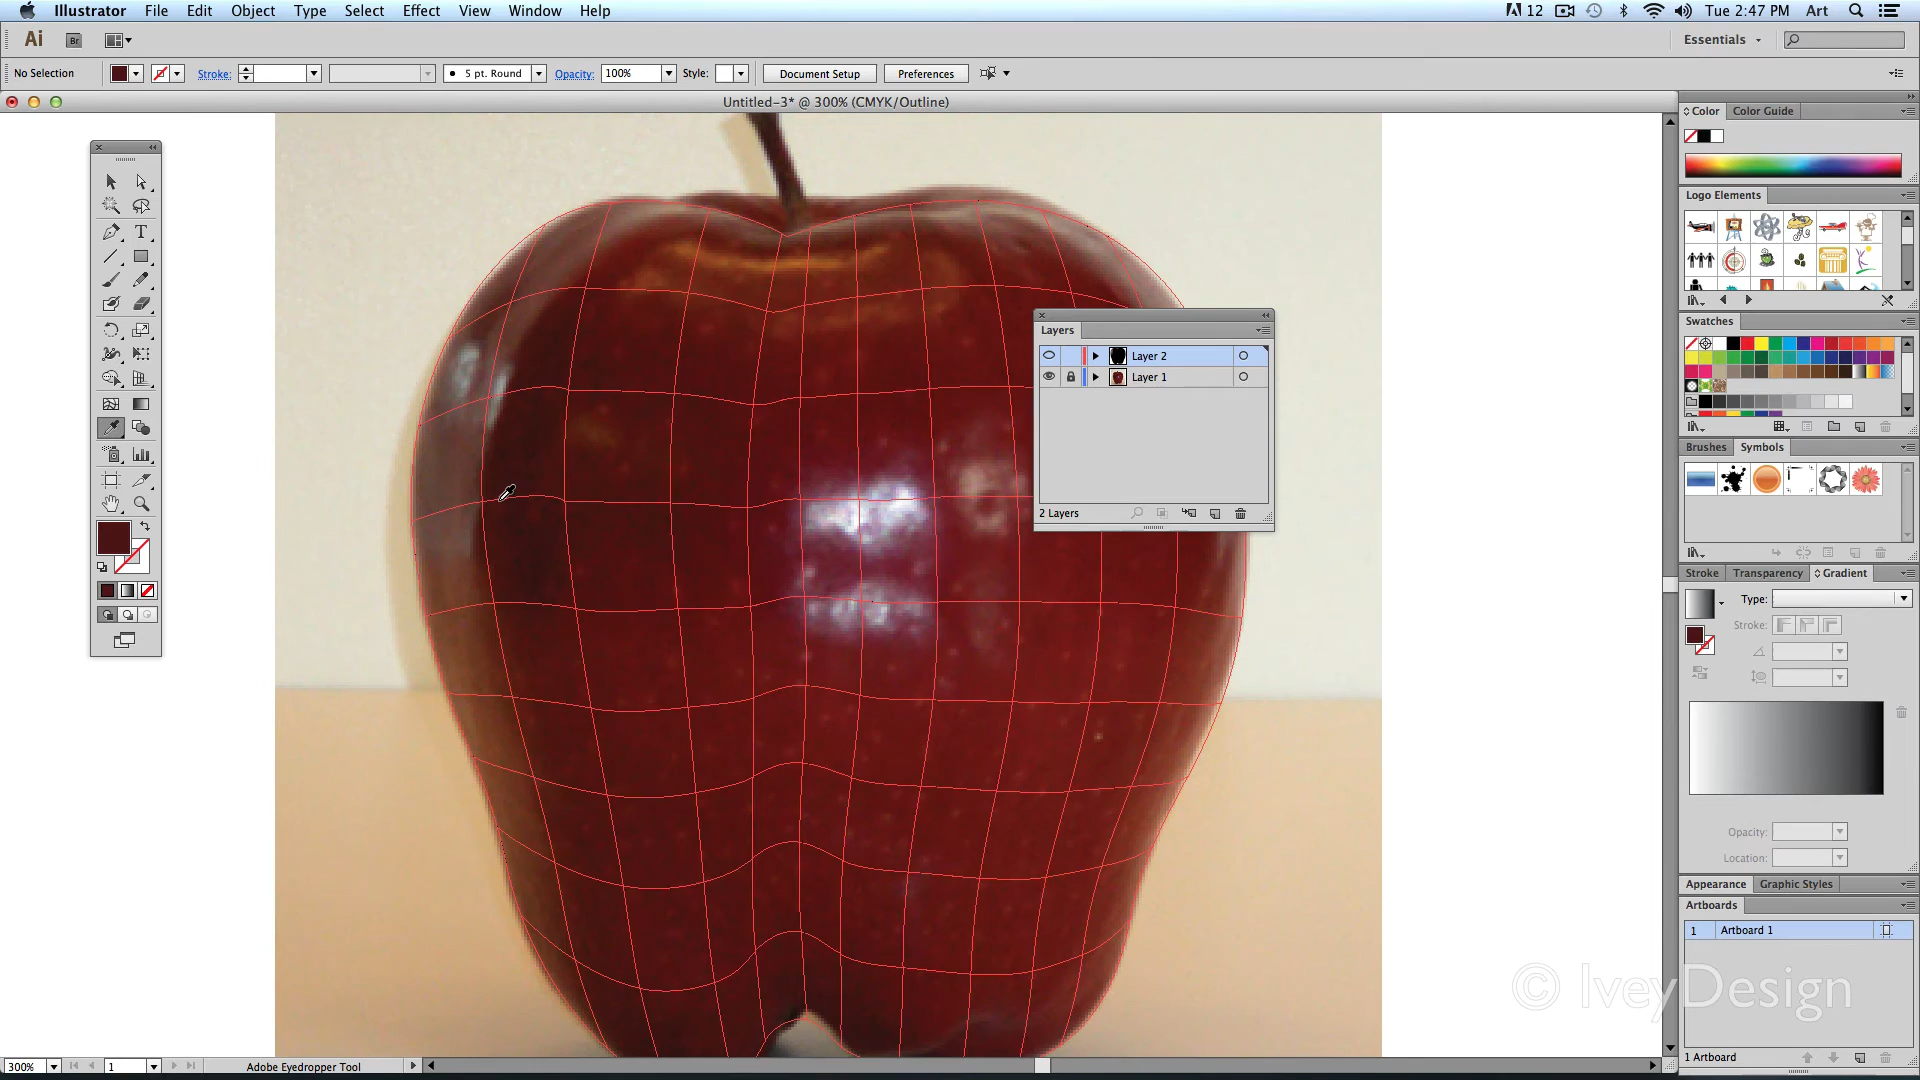 Illustrator File Edit Object Type Select Effect View Window Help
12 Tue 2:47 PM Art
Ai Br Essentials
No Selection Stroke: 5 pt. Round Opacity: 100% Style: Document Setup Preferences
Untitled-3* @ 300% (CMYK/Outline)
Color Color Guide
Logo Elements
T
Layers
Layer 2
Layer 1
2 Layers
Swatches
Brushes Symbols
Stroke Transparency Gradient
Type:
Stroke:
Opacity:
Location:
Appearance Graphic Styles
Artboards
1 Artboard 1
© IveyDesign
1 Artboard
300% 1 Adobe Eyedropper Tool